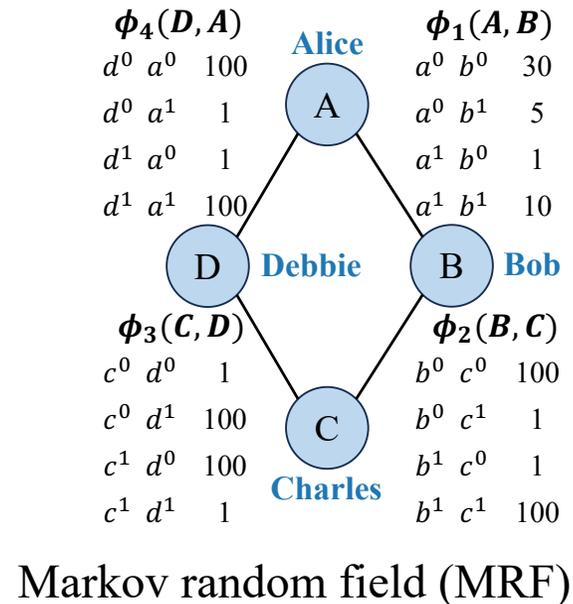 ϕ₄(D, A)
d⁰ a⁰ 100
d⁰ a¹ 1
d¹ a⁰ 1
d¹ a¹ 100
Alice
A
ϕ₁(A, B)
a⁰ b⁰ 30
a⁰ b¹ 5
a¹ b⁰ 1
a¹ b¹ 10
D
Debbie
B
Bob
ϕ₃(C, D)
c⁰ d⁰ 1
c⁰ d¹ 100
c¹ d⁰ 100
c¹ d¹ 1
C
Charles
ϕ₂(B, C)
b⁰ c⁰ 100
b⁰ c¹ 1
b¹ c⁰ 1
b¹ c¹ 100
Markov random field (MRF)